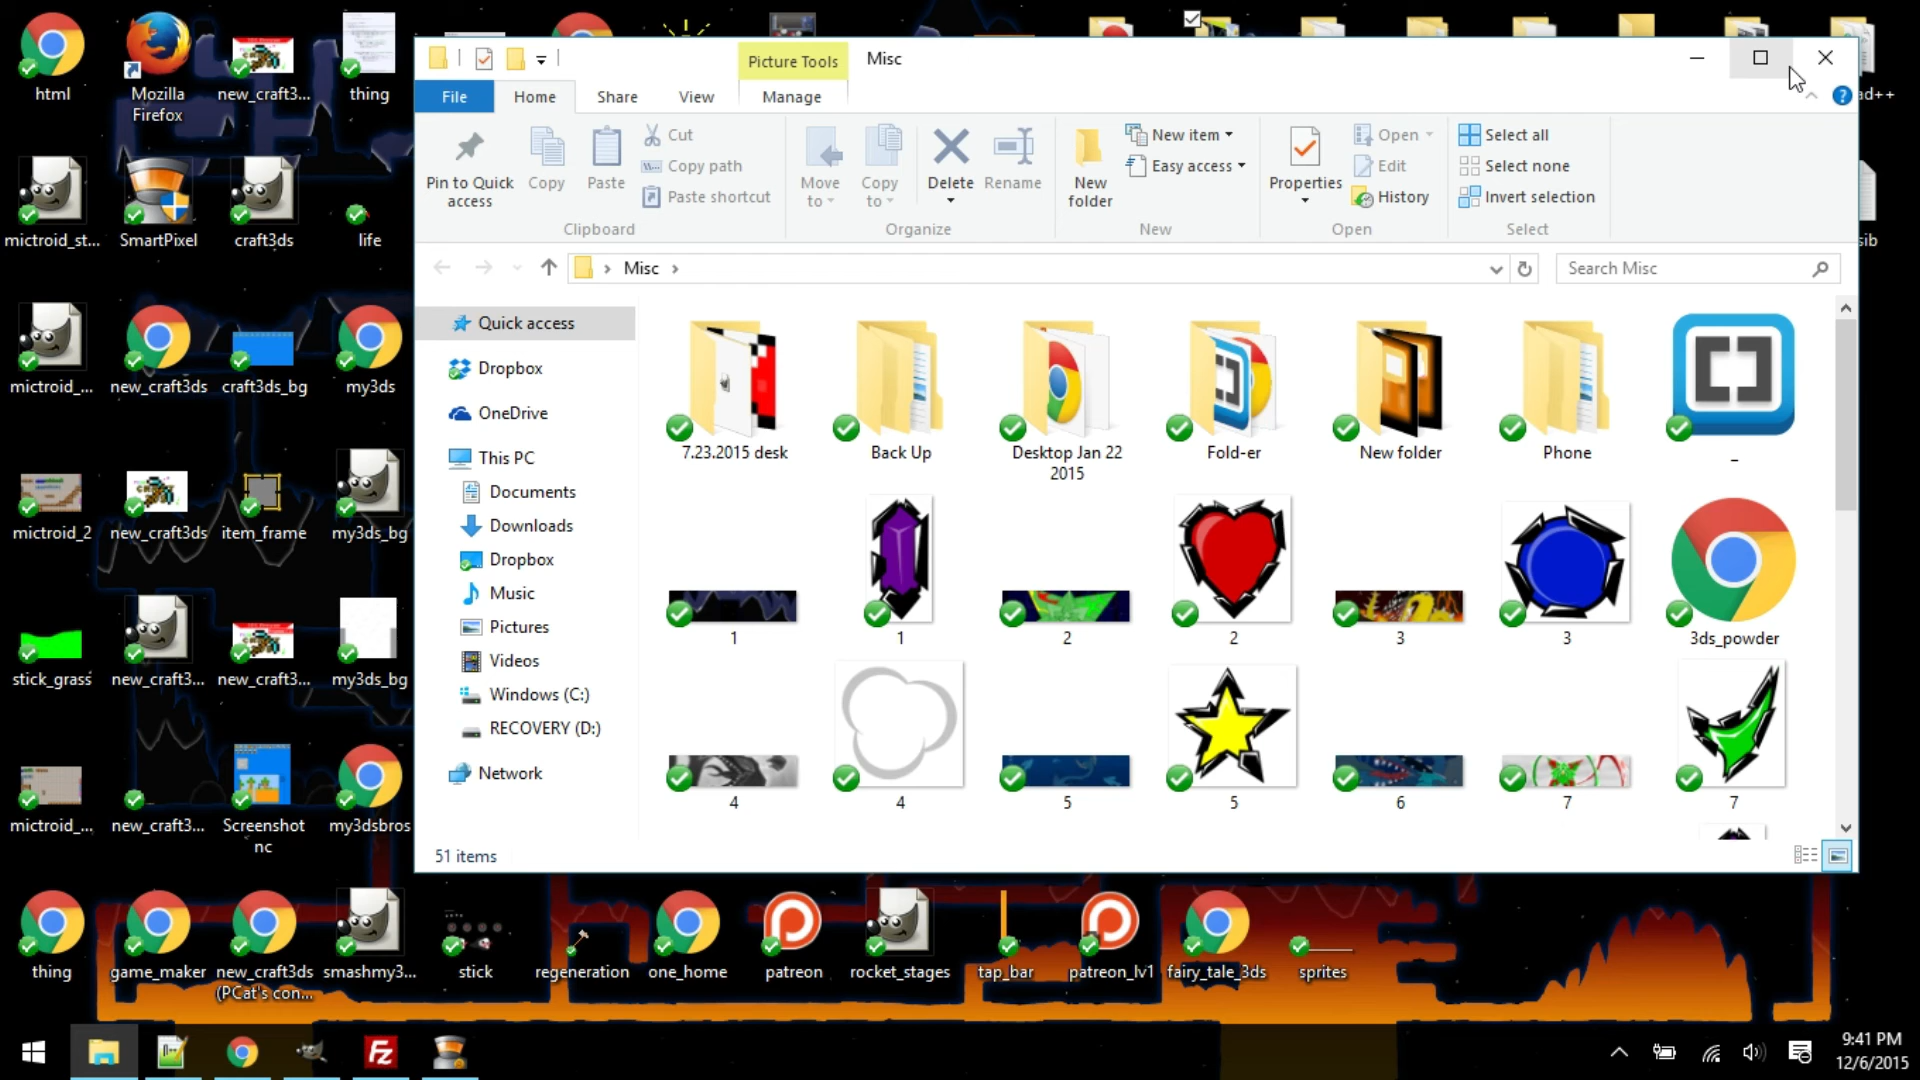 html
Mozilla
Firefox
new_craft3...
thing
mictroid_st...
SmartPixel
craft3ds
life
mictroid_...
new_craft3ds
craft3ds_bg
my3ds
mictroid_2
new_craft3ds
item_frame
my3ds_bg
stick_grass
new_craft3...
new_craft3...
my3ds_bg
mictroid_...
new_craft3...
Screenshot
nc
my3dsbros
thing
game_maker
new_craft3ds
(PCat's con...
smashmy3...
stick
regeneration
one_home
patreon
rocket_stages
tap_bar
patreon_lv1
fairy_tale_3ds
sprites
ad++
sib
Picture Tools
Misc
File
Home
Share
View
Manage
Pin to Quick
access
Copy
Paste
Cut
Copy path
Paste shortcut
Clipboard
Move
to
Copy
to
Delete
Rename
Organize
New
folder
New item
Easy access
New
Properties
Open
Edit
History
Open
Select all
Select none
Invert selection
Select
Misc
Search Misc
Quick access
Dropbox
OneDrive
This PC
Documents
Downloads
Dropbox
Music
Pictures
Videos
Windows (C:)
RECOVERY (D:)
Network
7.23.2015 desk
Back Up
Desktop Jan 22
2015
Fold-er
New folder
Phone
_
1
1
2
2
3
3
3ds_powder
4
4
5
5
6
7
7
51 items
9:41 PM
12/6/2015